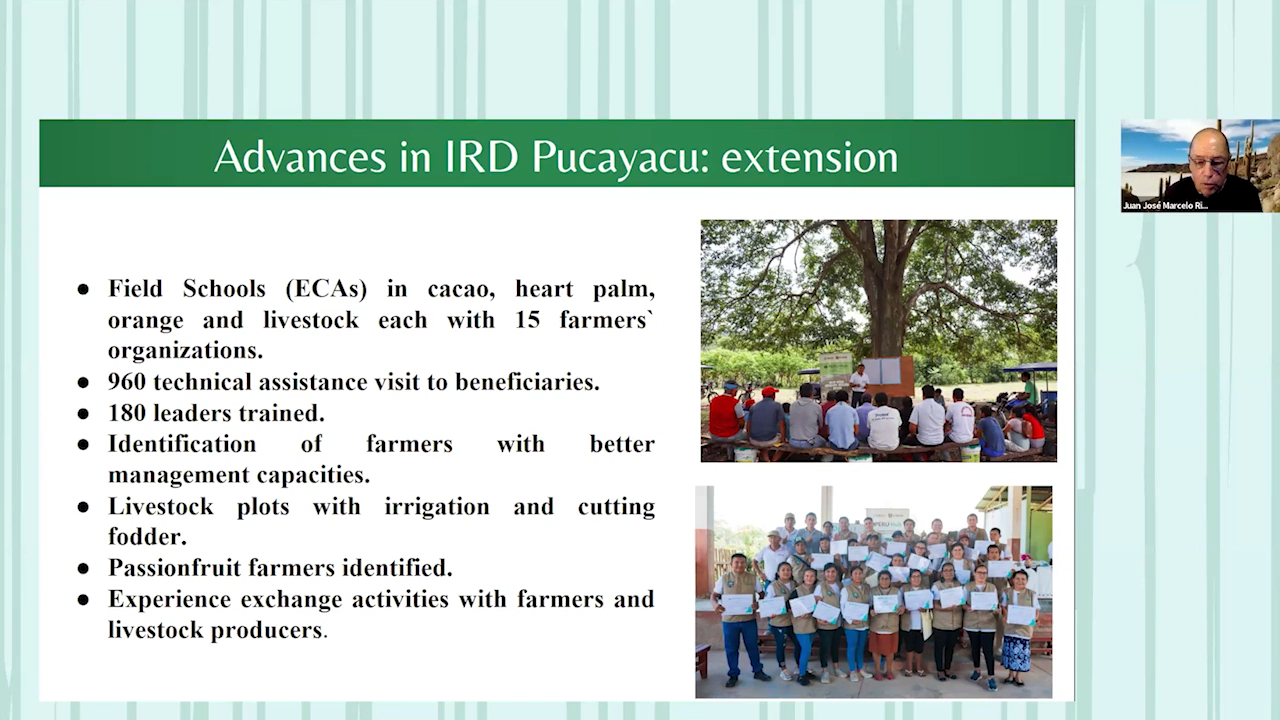 Advances in IRD Pucayacu: extension
Juan José Marcelo Ri...
● Field Schools (ECAs) in cacao, heart palm,
orange and livestock each with 15 farmers`
organizations.
● 960 technical assistance visit to beneficiaries.
● 180 leaders trained.
● Identification of farmers with better
management capacities.
● Livestock plots with irrigation and cutting
fodder.
● Passionfruit farmers identified.
● Experience exchange activities with farmers and
livestock producers.
PERU Hub